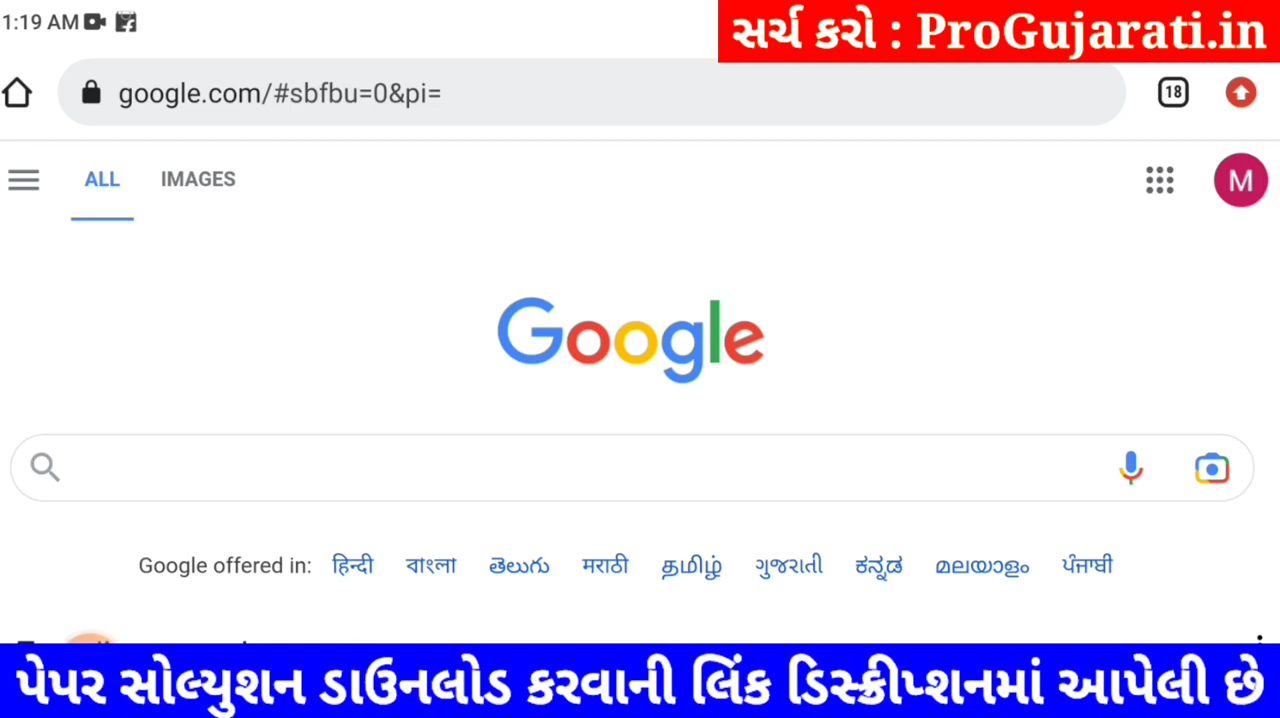 1:19 AM
સર્ચ કરો : ProGujarati.in
google.com/#sbfbu=0&pi=
18
ALL IMAGES
M
Google
Google offered in: हिन्दी বাংলা తెలుగు मराठी தமிழ் ગુજરાતી ಕನ್ನಡ മലയാളം ਪੰਜਾਬੀ
પેપર સોલ્યુશન ડાઉનલોડ કરવાની લિંક ડિસ્ક્રીપ્શનમાં આપેલી છે